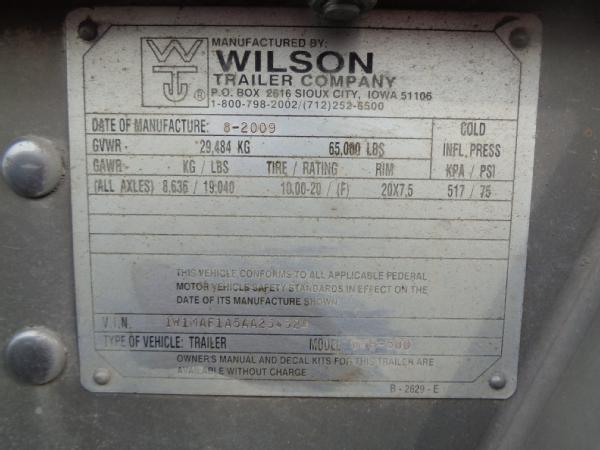 MANUFACTURED BY:
WILSON
TRAILER COMPANY
P.O. BOX 2616 SIOUX CITY, IOWA 51106
1-800-798-2002/(712)252-6500
DATE OF MANUFACTURE: 8-2009 COLD
GVWR- 29,484 KG 65,000 LBS INFL. PRESS
GAWR- KG / LBS TIRE / RATING RIM KPA / PSI
(ALL AXLES) 8,636 / 19,040 10.00-20 / (F) 20X7.5 517 / 75
THIS VEHICLE CONFORMS TO ALL APPLICABLE FEDERAL
MOTOR VEHICLE SAFETY STANDARDS IN EFFECT ON THE
DATE OF ITS MANUFACTURE SHOWN.
V.I.N.
TYPE OF VEHICLE: TRAILER MODEL
OWNER'S MANUAL AND DECAL KITS FOR THIS TRAILER ARE
AVAILABLE WITHOUT CHARGE
B - 2629 - E